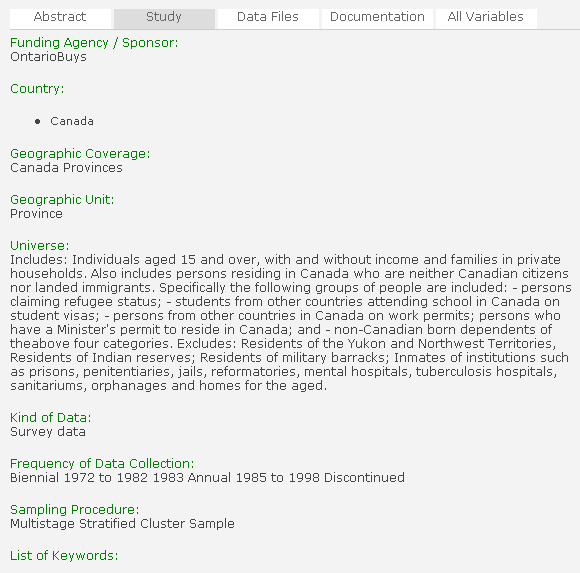 Abstract
Study
Data Files
Documentation
All Variables
Funding Agency / Sponsor:
OntarioBuys
Country:
• Canada
Geographic Coverage:
Canada Provinces
Geographic Unit:
Province
Universe:
Includes: Individuals aged 15 and over, with and without income and families in private
households. Also includes persons residing in Canada who are neither Canadian citizens
nor landed immigrants. Specifically the following groups of people are included: - persons
claiming refugee status; - students from other countries attending school in Canada on
student visas; - persons from other countries in Canada on work permits; persons who
have a Minister's permit to reside in Canada; and - non-Canadian born dependents of
theabove four categories. Excludes: Residents of the Yukon and Northwest Territories,
Residents of Indian reserves; Residents of military barracks; Inmates of institutions such
as prisons, penitentiaries, jails, reformatories, mental hospitals, tuberculosis hospitals,
sanitariums, orphanages and homes for the aged.
Kind of Data:
Survey data
Frequency of Data Collection:
Biennial 1972 to 1982 1983 Annual 1985 to 1998 Discontinued
Sampling Procedure:
Multistage Stratified Cluster Sample
List of Keywords: